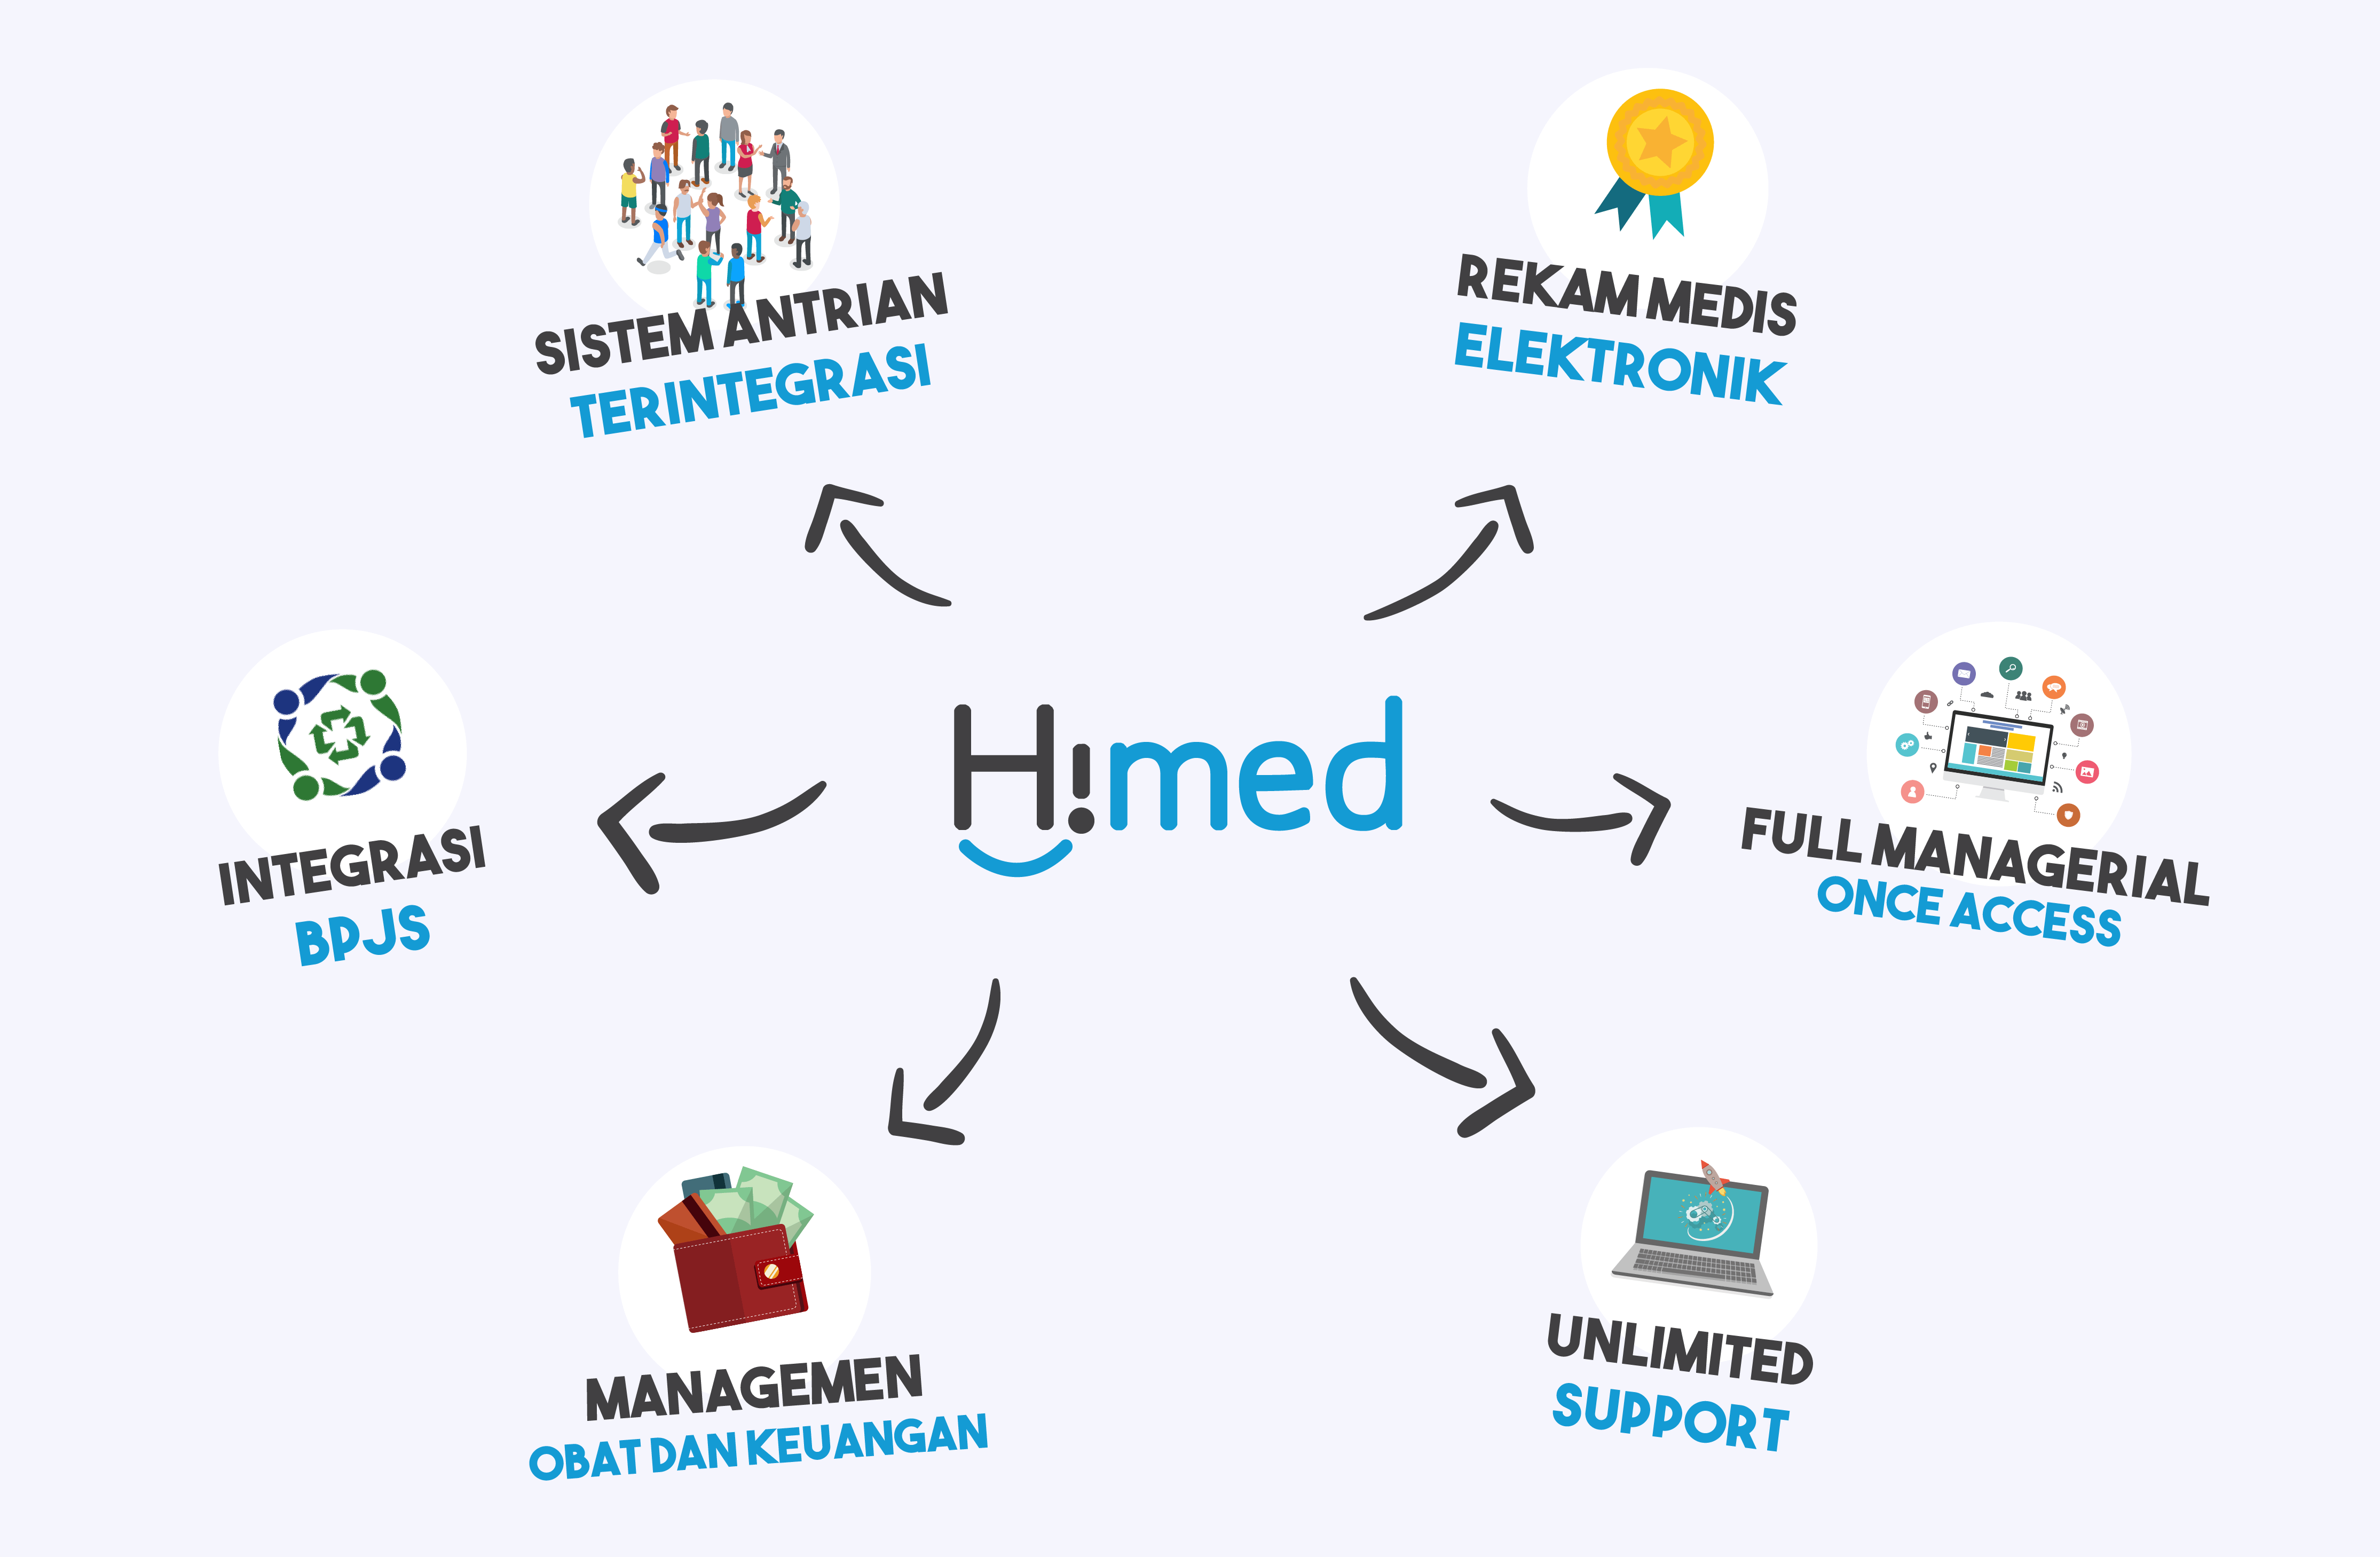 SISTEM ANTRIAN
TERINTEGRASI
REKAM MEDIS
ELEKTRONIK
INTEGRASI
BPJS
H!med
FULL MANAGERIAL
ONCE ACCESS
MANAGEMEN
OBAT DAN KEUANGAN
UNLIMITED
SUPPORT